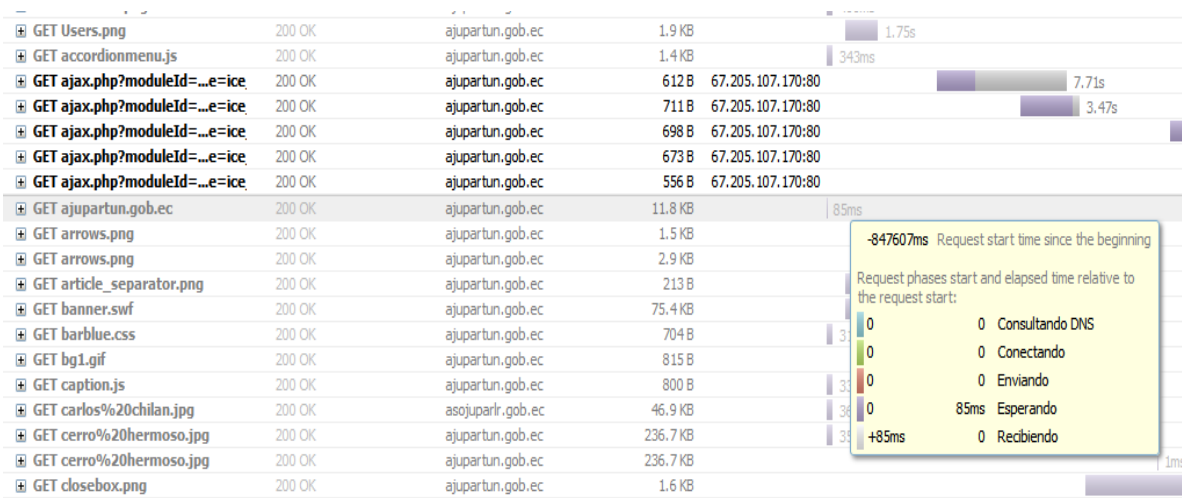 GET Users.png 200 OK ajupartun.gob.ec 1.9 KB 1.75s
GET accordionmenu.js 200 OK ajupartun.gob.ec 1.4 KB 343ms
GET ajax.php?moduleId=...e=ice 200 OK ajupartun.gob.ec 612 B 67.205.107.170:80 7.71s
GET ajax.php?moduleId=...e=ice 200 OK ajupartun.gob.ec 711 B 67.205.107.170:80 3.47s
GET ajax.php?moduleId=...e=ice 200 OK ajupartun.gob.ec 698 B 67.205.107.170:80
GET ajax.php?moduleId=...e=ice 200 OK ajupartun.gob.ec 673 B 67.205.107.170:80
GET ajax.php?moduleId=...e=ice 200 OK ajupartun.gob.ec 556 B 67.205.107.170:80
GET ajupartun.gob.ec 200 OK ajupartun.gob.ec 11.8 KB 85ms
GET arrows.png 200 OK ajupartun.gob.ec 1.5 KB
GET arrows.png 200 OK ajupartun.gob.ec 2.9 KB
GET article_separator.png 200 OK ajupartun.gob.ec 213 B
GET banner.swf 200 OK ajupartun.gob.ec 75.4 KB
GET barblue.css 200 OK ajupartun.gob.ec 704 B
GET bg1.gif 200 OK ajupartun.gob.ec 815 B
GET caption.js 200 OK ajupartun.gob.ec 800 B
GET carlos%20chilan.jpg 200 OK asojuparlr.gob.ec 46.9 KB
GET cerro%20hermoso.jpg 200 OK ajupartun.gob.ec 236.7 KB
GET cerro%20hermoso.jpg 200 OK ajupartun.gob.ec 236.7 KB
GET closebox.png 200 OK ajupartun.gob.ec 1.6 KB
-847607ms Request start time since the beginning
Request phases start and elapsed time relative to
the request start:
0 0 Consultando DNS
0 0 Conectando
0 0 Enviando
0 85ms Esperando
+85ms 0 Recibiendo